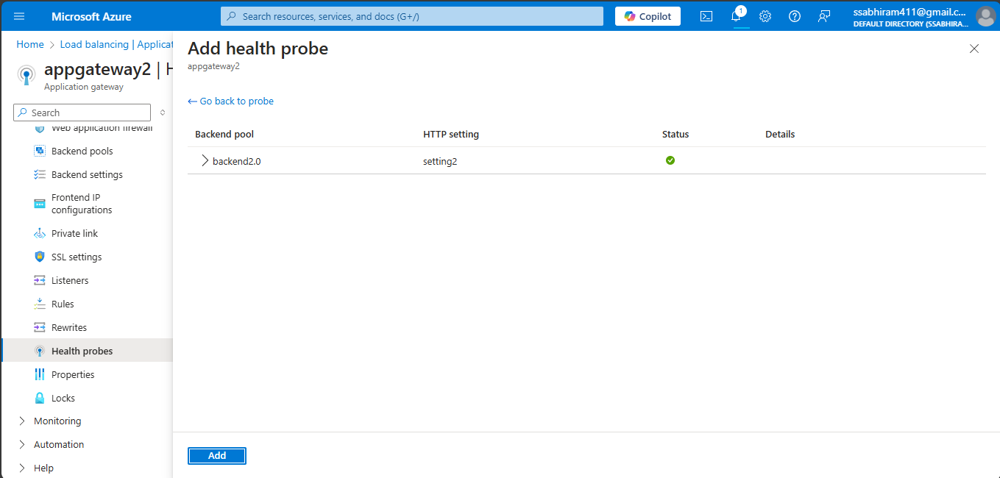 Microsoft Azure
Search resources, services, and docs (G+/)
Copilot
1
ssabhiram411@gmail.c...
DEFAULT DIRECTORY (SSABHIRA...
Home > Load balancing | Applicat
appgateway2 | H
Application gateway
Search
Web application firewall
Backend pools
Backend settings
Frontend IP
configurations
Private link
SSL settings
Listeners
Rules
Rewrites
Health probes
Properties
Locks
Monitoring
Automation
Help
Add health probe
appgateway2
← Go back to probe
Backend pool HTTP setting Status Details
backend2.0 setting2
Add